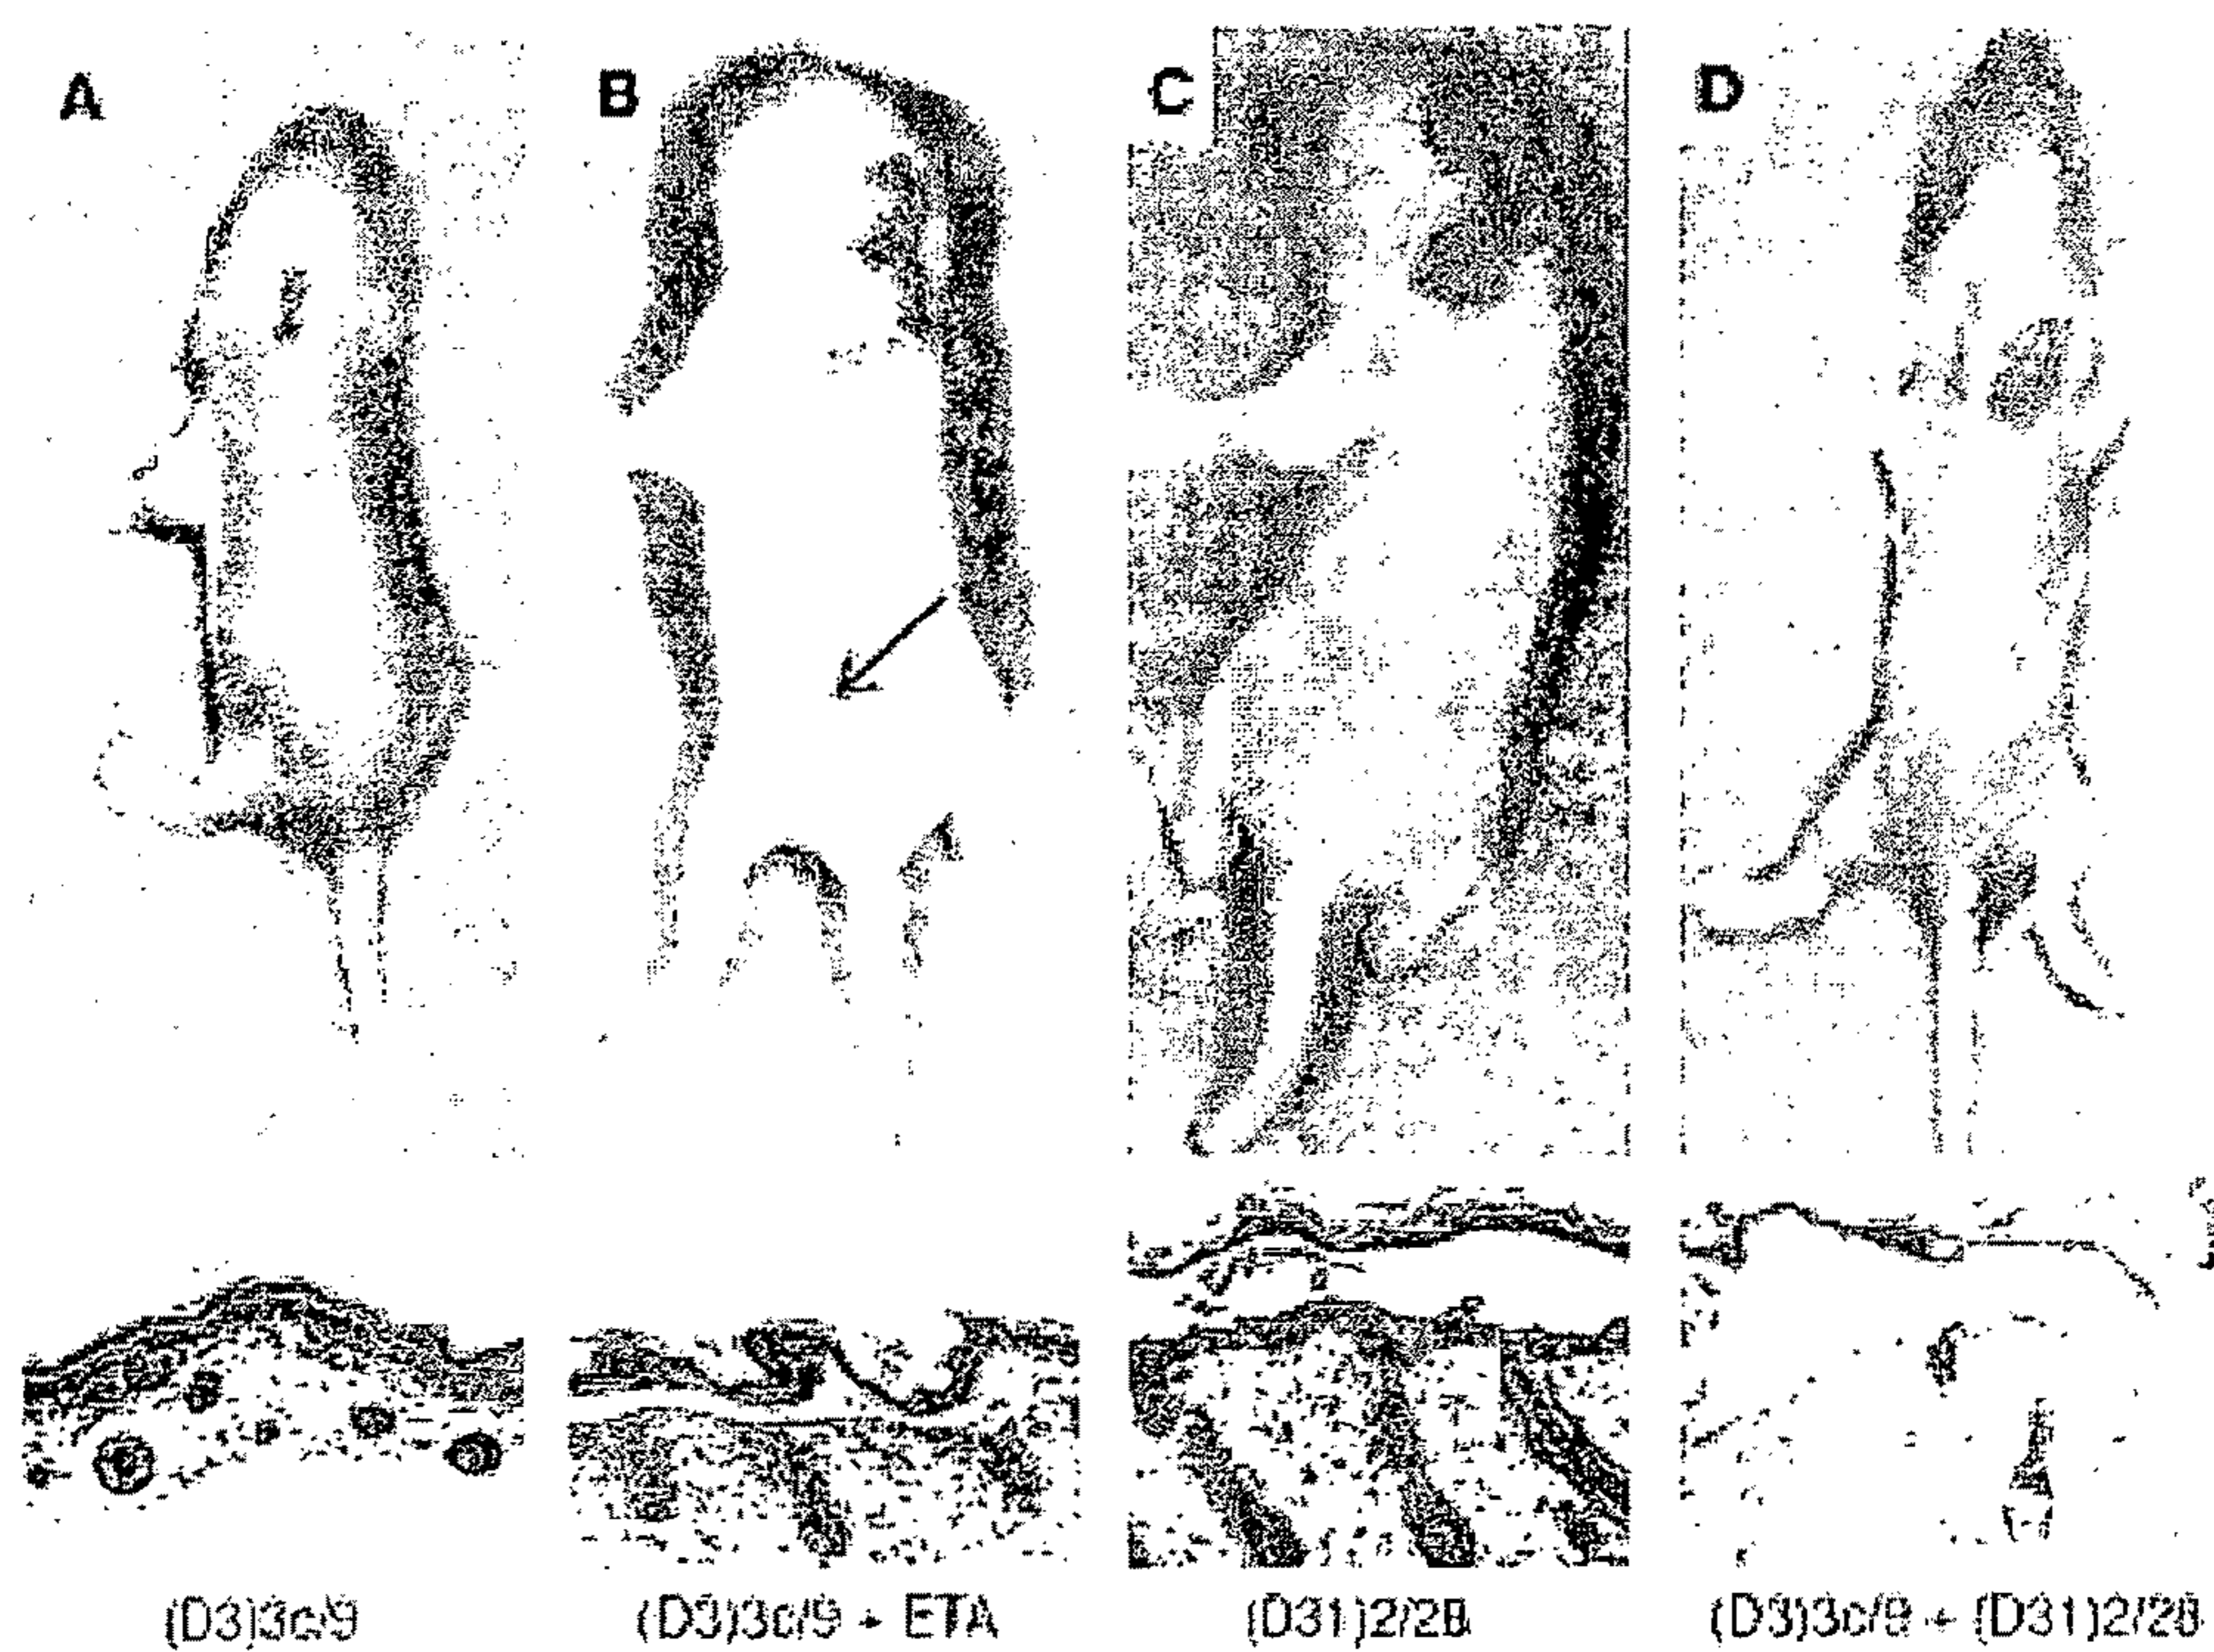 A
B
C
D
(D3)3c/9
(D3)3c/9 + ETA
(D31)2/28
(D3)3c/9 + (D31)2/28